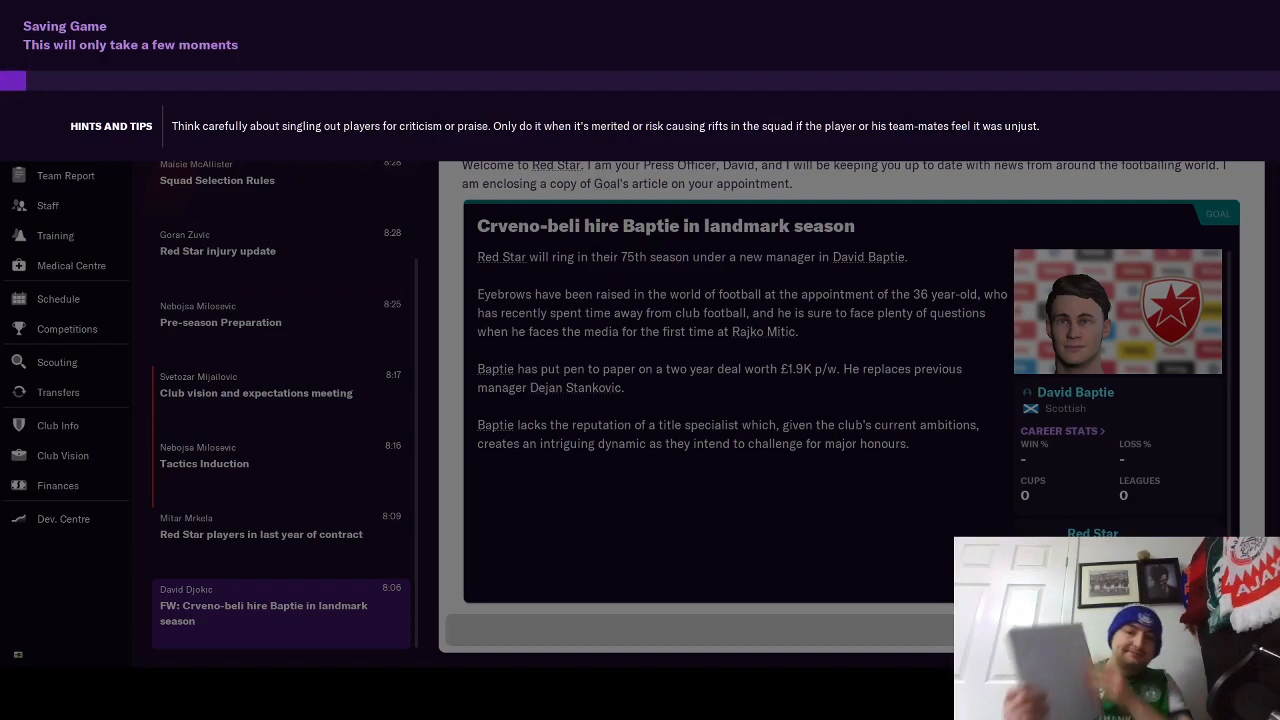 Saving Game
This will only take a few moments
HINTS AND TIPS
Think carefully about singling out players for criticism or praise. Only do it when it's merited or risk causing rifts in the squad if the player or his team-mates feel it was unjust.
Team Report
Staff
Training
Medical Centre
Schedule
Competitions
Scouting
Transfers
Club Info
Club Vision
Finances
Dev. Centre
Maisie McAllister 8:28
Squad Selection Rules
Goran Zuvic 8:28
Red Star injury update
Nebojsa Milosevic 8:25
Pre-season Preparation
Svetozar Mijailovic 8:17
Club vision and expectations meeting
Nebojsa Milosevic 8:16
Tactics Induction
Mitar Mrkela 8:09
Red Star players in last year of contract
David Djokic 8:06
FW: Crveno-beli hire Baptie in landmark
season
Welcome to Red Star. I am your Press Officer, David, and I will be keeping you up to date with news from around the footballing world. I
am enclosing a copy of Goal's article on your appointment.
Crveno-beli hire Baptie in landmark season
GOAL
Red Star will ring in their 75th season under a new manager in David Baptie.
Eyebrows have been raised in the world of football at the appointment of the 36 year-old, who
has recently spent time away from club football, and he is sure to face plenty of questions
when he faces the media for the first time at Rajko Mitic.
Baptie has put pen to paper on a two year deal worth £1.9K p/w. He replaces previous
manager Dejan Stankovic.
Baptie lacks the reputation of a title specialist which, given the club's current ambitions,
creates an intriguing dynamic as they intend to challenge for major honours.
David Baptie
Scottish
CAREER STATS >
WIN % LOSS %
- -
CUPS LEAGUES
0 0
Red Star
AJAX